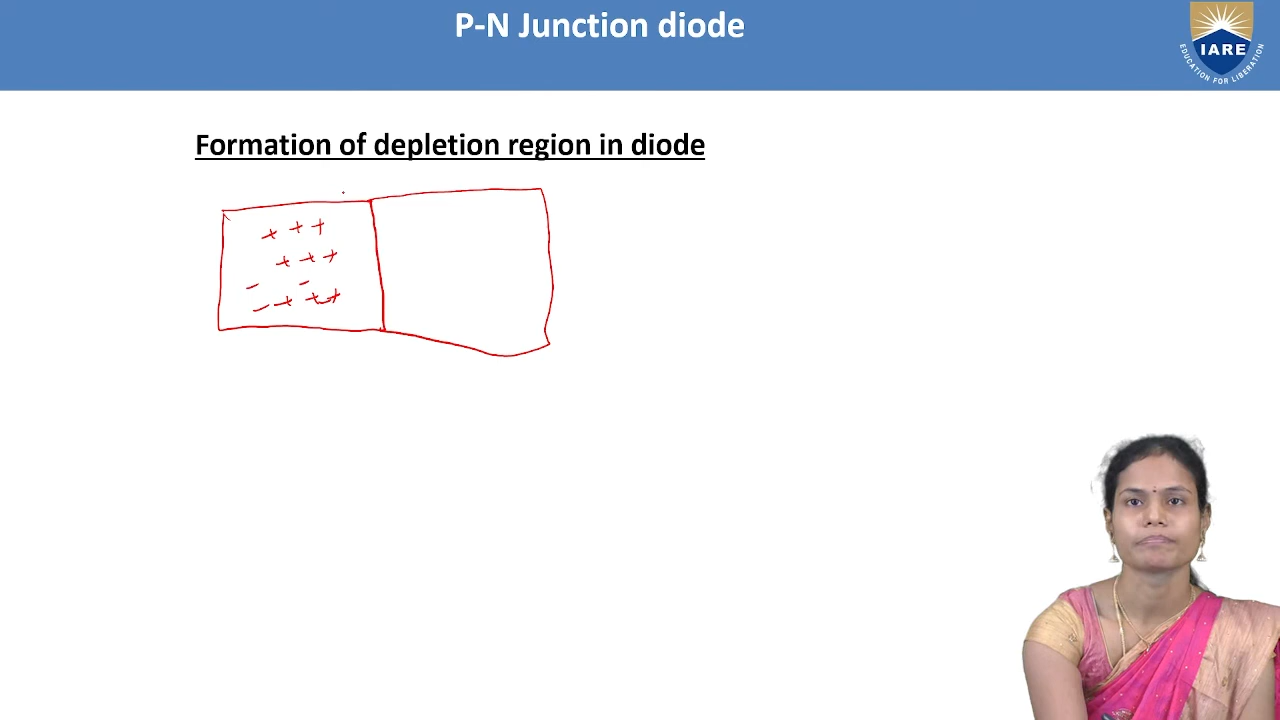 P-N Junction diode
IARE
EDUCATION FOR LIBERATION
Formation of depletion region in diode
+ + +
+ + +
- -
- + + +